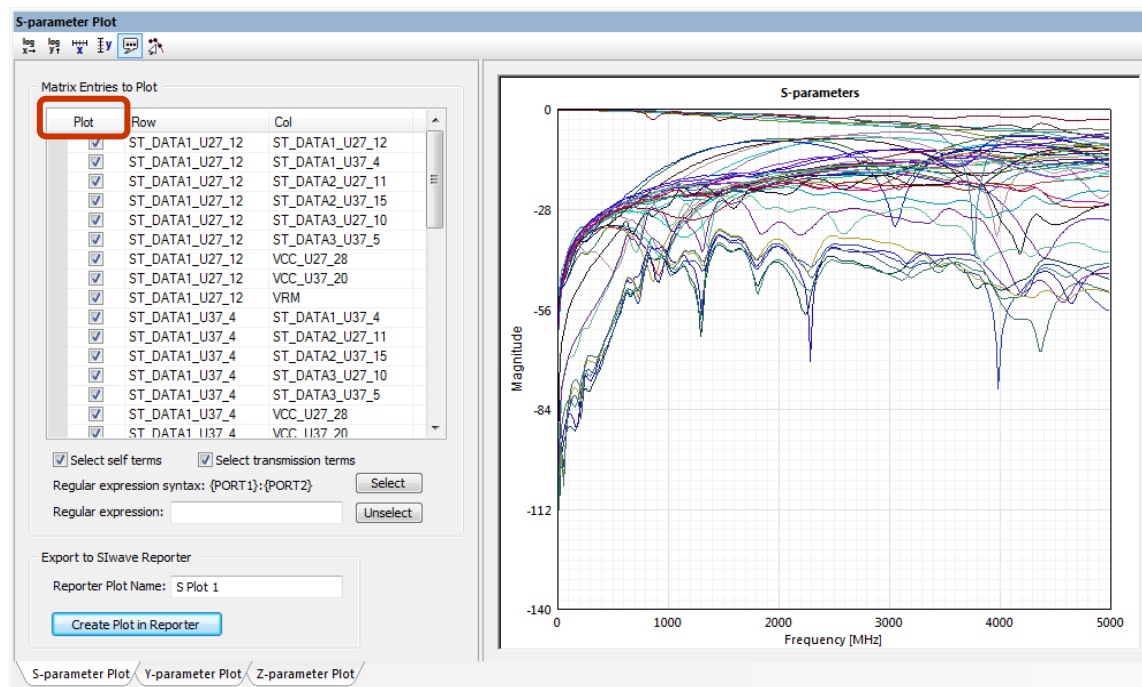 S-parameter Plot
log x→ log y↑ x y
Matrix Entries to Plot
Plot Row Col
ST_DATA1_U27_12 ST_DATA1_U27_12
ST_DATA1_U27_12 ST_DATA1_U37_4
ST_DATA1_U27_12 ST_DATA2_U27_11
ST_DATA1_U27_12 ST_DATA2_U37_15
ST_DATA1_U27_12 ST_DATA3_U27_10
ST_DATA1_U27_12 ST_DATA3_U37_5
ST_DATA1_U27_12 VCC_U27_28
ST_DATA1_U27_12 VCC_U37_20
ST_DATA1_U27_12 VRM
ST_DATA1_U37_4 ST_DATA1_U37_4
ST_DATA1_U37_4 ST_DATA2_U27_11
ST_DATA1_U37_4 ST_DATA2_U37_15
ST_DATA1_U37_4 ST_DATA3_U27_10
ST_DATA1_U37_4 ST_DATA3_U37_5
ST_DATA1_U37_4 VCC_U27_28
ST_DATA1_U37_4 VCC_U37_20
Select self terms Select transmission terms
Regular expression syntax: {PORT1}:{PORT2} Select
Regular expression: Unselect
Export to SIwave Reporter
Reporter Plot Name: S Plot 1
Create Plot in Reporter
S-parameters
Magnitude
0
-28
-56
-84
-112
-140
0 1000 2000 3000 4000 5000
Frequency [MHz]
S-parameter Plot Y-parameter Plot Z-parameter Plot